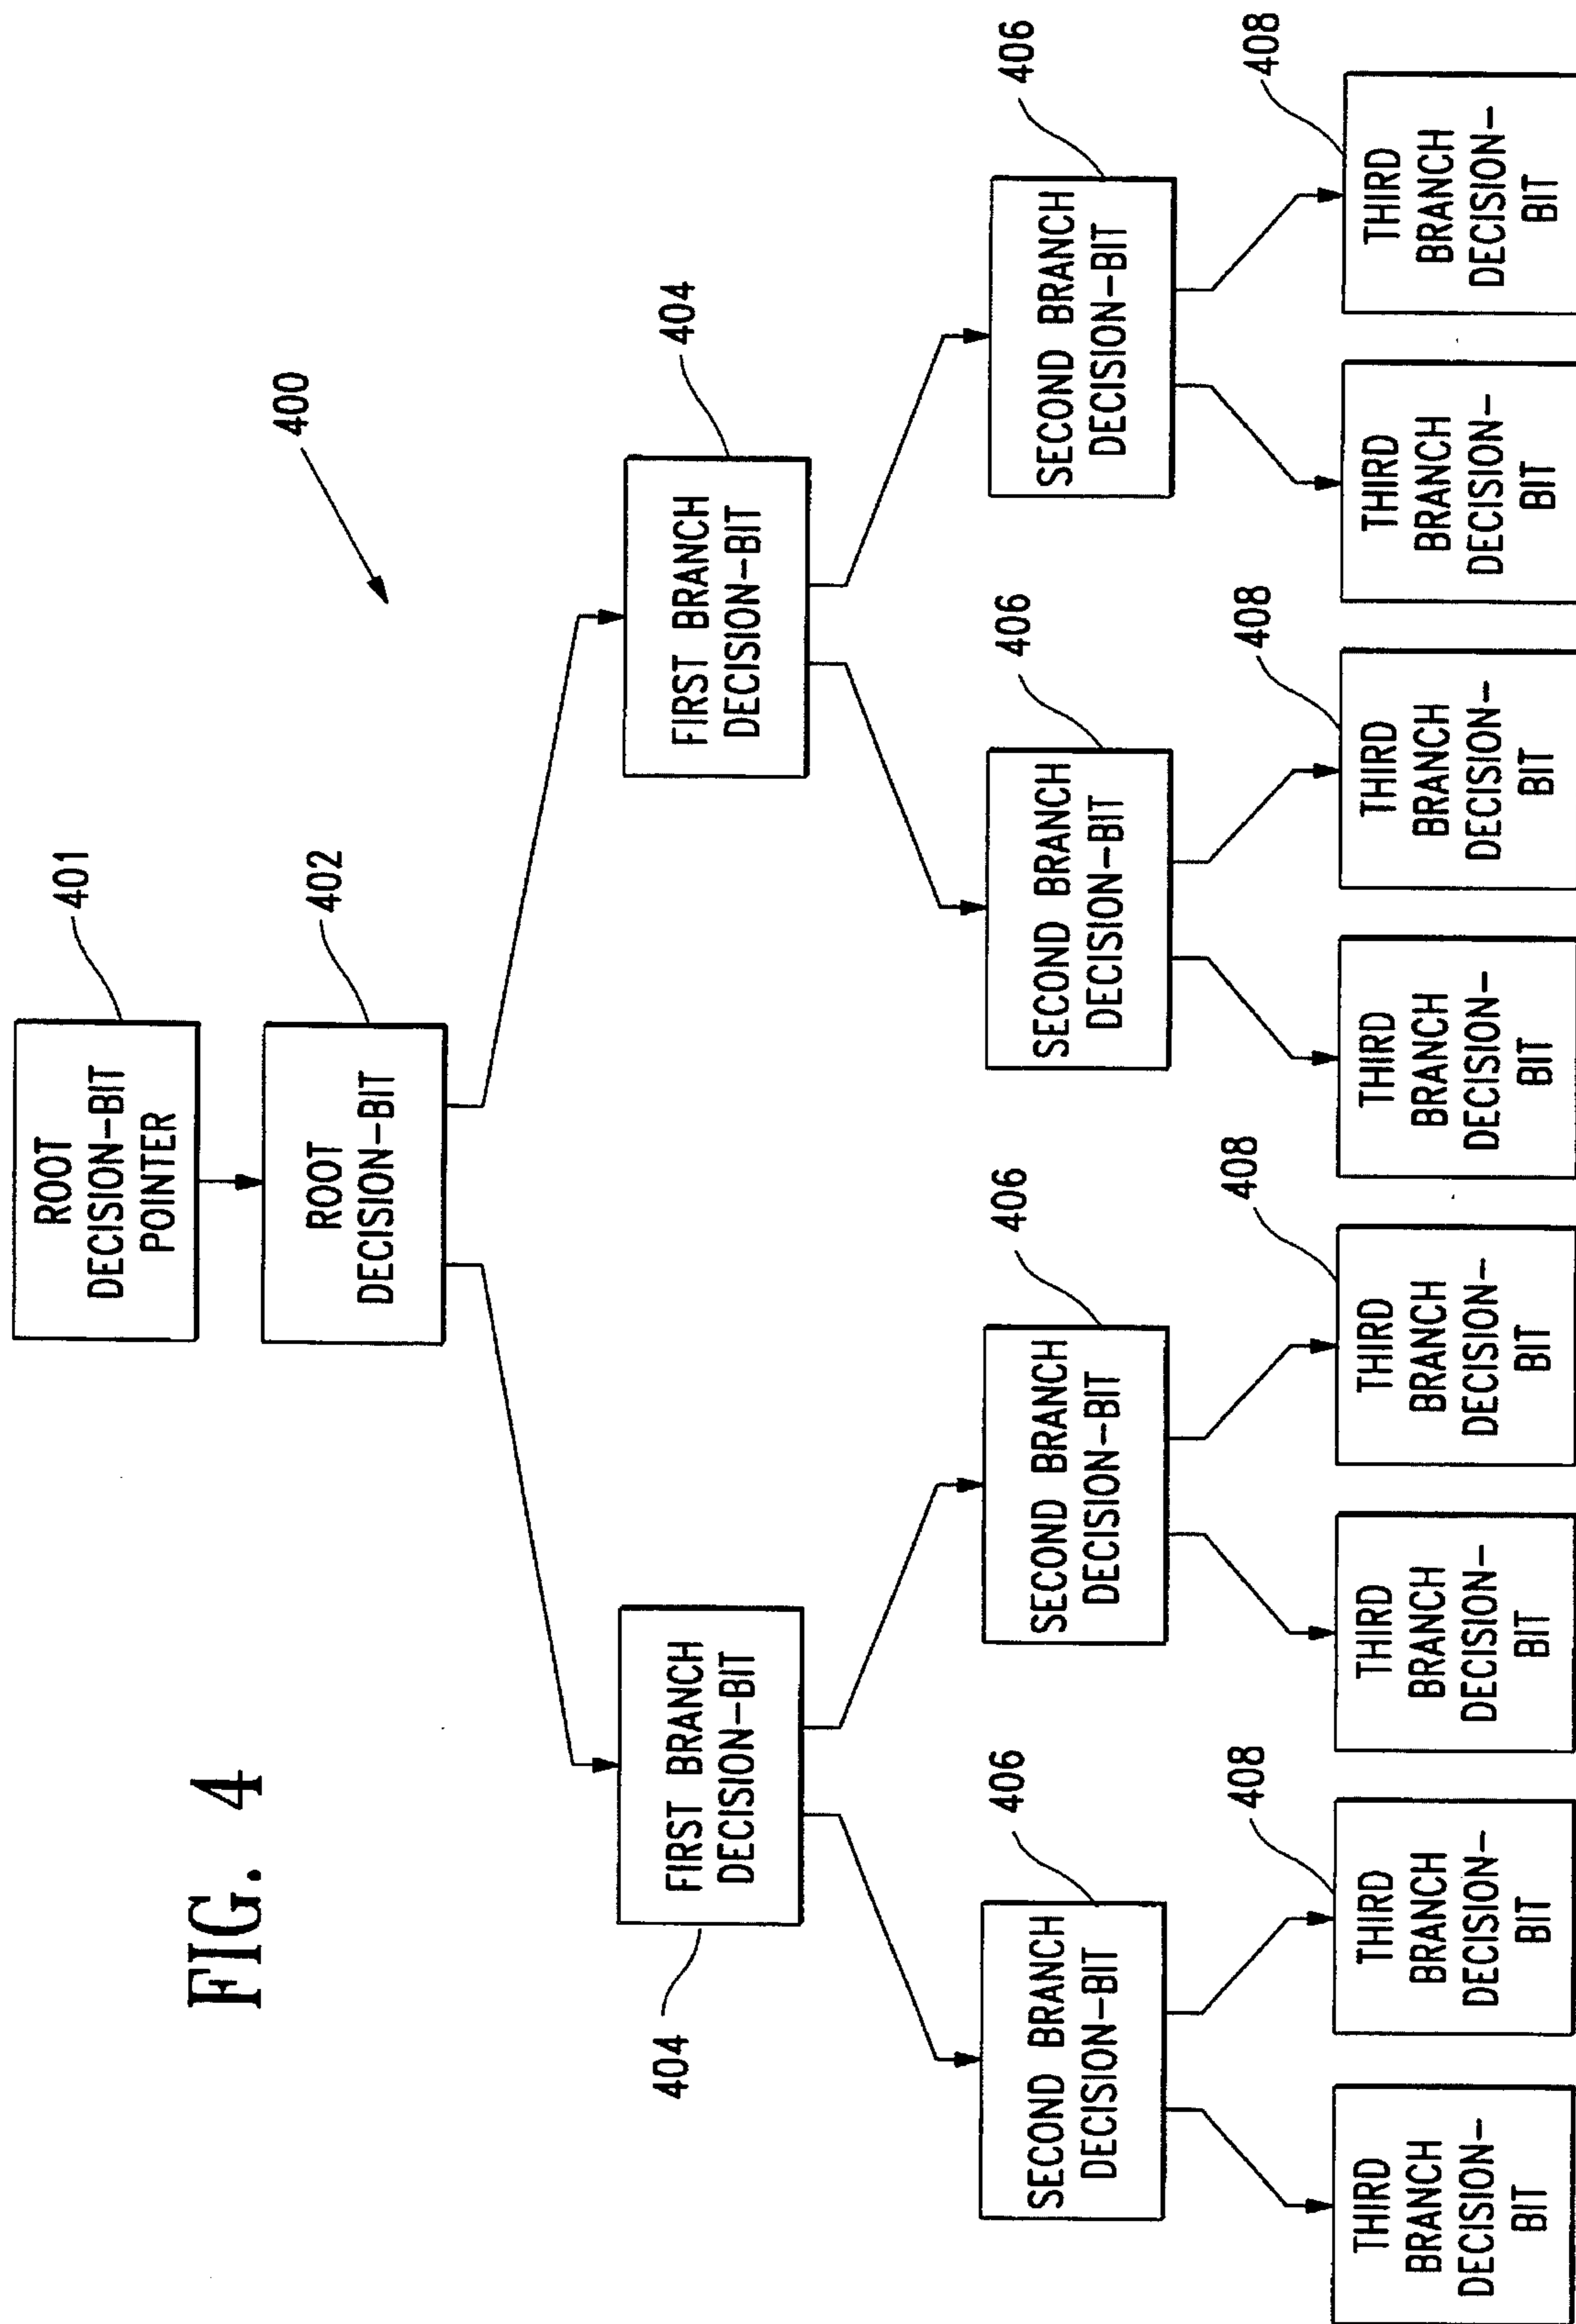 FIG. 4
400
ROOT
DECISION-BIT
POINTER
401
ROOT
DECISION-BIT
402
FIRST BRANCH
DECISION-BIT
404
FIRST BRANCH
DECISION-BIT
404
SECOND BRANCH
DECISION-BIT
406
SECOND BRANCH
DECISION-BIT
406
SECOND BRANCH
DECISION-BIT
406
SECOND BRANCH
DECISION-BIT
406
THIRD
BRANCH
DECISION-
BIT
THIRD
BRANCH
DECISION-
BIT
408
THIRD
BRANCH
DECISION-
BIT
THIRD
BRANCH
DECISION-
BIT
408
THIRD
BRANCH
DECISION-
BIT
THIRD
BRANCH
DECISION-
BIT
408
THIRD
BRANCH
DECISION-
BIT
THIRD
BRANCH
DECISION-
BIT
408